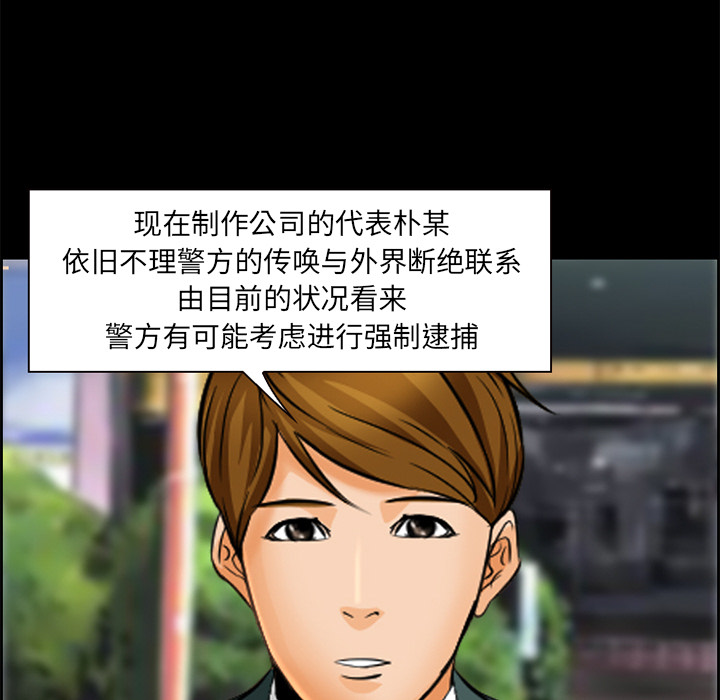 现在制作公司的代表朴某
依旧不理警方的传唤与外界断绝联系
由目前的状况看来
警方有可能考虑进行强制逮捕